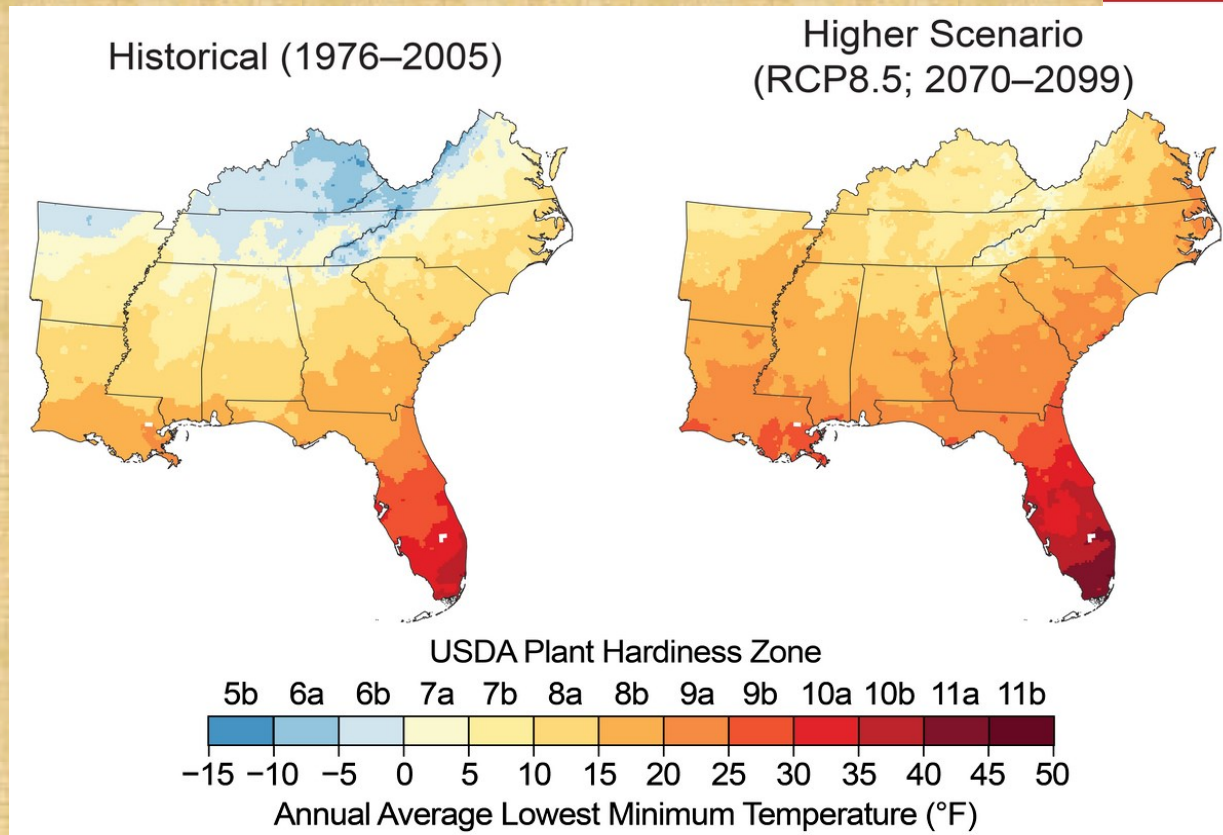 Historical (1976–2005)
Higher Scenario
(RCP8.5; 2070–2099)
USDA Plant Hardiness Zone
5b 6a 6b 7a 7b 8a 8b 9a 9b 10a 10b 11a 11b
−15 −10 −5 0 5 10 15 20 25 30 35 40 45 50
Annual Average Lowest Minimum Temperature (°F)